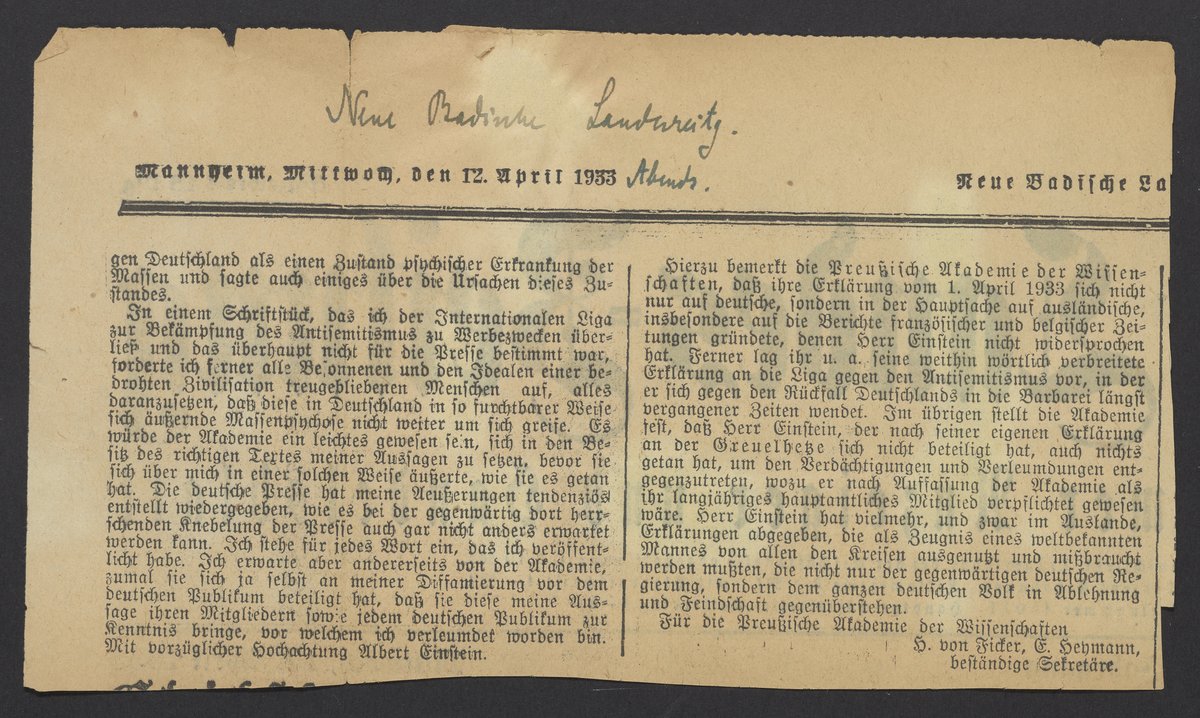 Neue Badische Landeszeitg.
Mannheim, Mittwoch, den 12. April 1933 Abends.
Neue Badische La
gen Deutschland als einen Zustand psychischer Erkrankung der
Massen und sagte auch einiges über die Ursachen dieses Zu-
standes.
In einem Schriftstück, das ich der Internationalen Liga
zur Bekämpfung des Antisemitismus zu Werbezwecken über-
ließ und das überhaupt nicht für die Presse bestimmt war,
forderte ich ferner alle Besonnenen und den Idealen einer be-
drohten Zivilisation treugebliebenen Menschen auf, alles
daranzusetzen, daß diese in Deutschland in so furchtbarer Weise
sich äußernde Massenpsychose nicht weiter um sich greife. Es
würde der Akademie ein leichtes gewesen sein, sich in den Be-
sitz des richtigen Textes meiner Aussagen zu setzen, bevor sie
sich über mich in einer solchen Weise äußerte, wie sie es getan
hat. Die deutsche Presse hat meine Aeußerungen tendenziös
entstellt wiedergegeben, wie es bei der gegenwärtig dort herr-
schenden Knebelung der Presse auch gar nicht anders erwartet
werden kann. Ich stehe für jedes Wort ein, das ich veröffent-
licht habe. Ich erwarte aber andererseits von der Akademie,
zumal sie sich ja selbst an meiner Diffamierung vor dem
deutschen Publikum beteiligt hat, daß sie diese meine Aus-
sage ihren Mitgliedern sowie jedem deutschen Publikum zur
Kenntnis bringe, vor welchem ich verleumdet worden bin.
Mit vorzüglicher Hochachtung Albert Einstein.
Hierzu bemerkt die Preußische Akademie der Wissen-
schaften, daß ihre Erklärung vom 1. April 1933 sich nicht
nur auf deutsche, sondern in der Hauptsache auf ausländische,
insbesondere auf die Berichte französischer und belgischer Zei-
tungen gründete, denen Herr Einstein nicht widersprochen
hat. Ferner lag ihr u. a. seine weithin wörtlich verbreitete
Erklärung an die Liga gegen den Antisemitismus vor, in der
er sich gegen den Rückfall Deutschlands in die Barbarei längst
vergangener Zeiten wendet. Im übrigen stellt die Akademie
fest, daß Herr Einstein, der nach seiner eigenen Erklärung
an der Greuelhetze sich nicht beteiligt hat, auch nichts
getan hat, um den Verdächtigungen und Verleumdungen ent-
gegenzutreten, wozu er nach Auffassung der Akademie als
ihr langjähriges hauptamtliches Mitglied verpflichtet gewesen
wäre. Herr Einstein hat vielmehr, und zwar im Auslande,
Erklärungen abgegeben, die als Zeugnis eines weltbekannten
Mannes von allen den Kreisen ausgenutzt und mißbraucht
werden mußten, die nicht nur der gegenwärtigen deutschen Re-
gierung, sondern dem ganzen deutschen Volk in Ablehnung
und Feindschaft gegenüberstehen.
Für die Preußische Akademie der Wissenschaften
H. von Ficker, E. Heymann,
beständige Sekretäre.